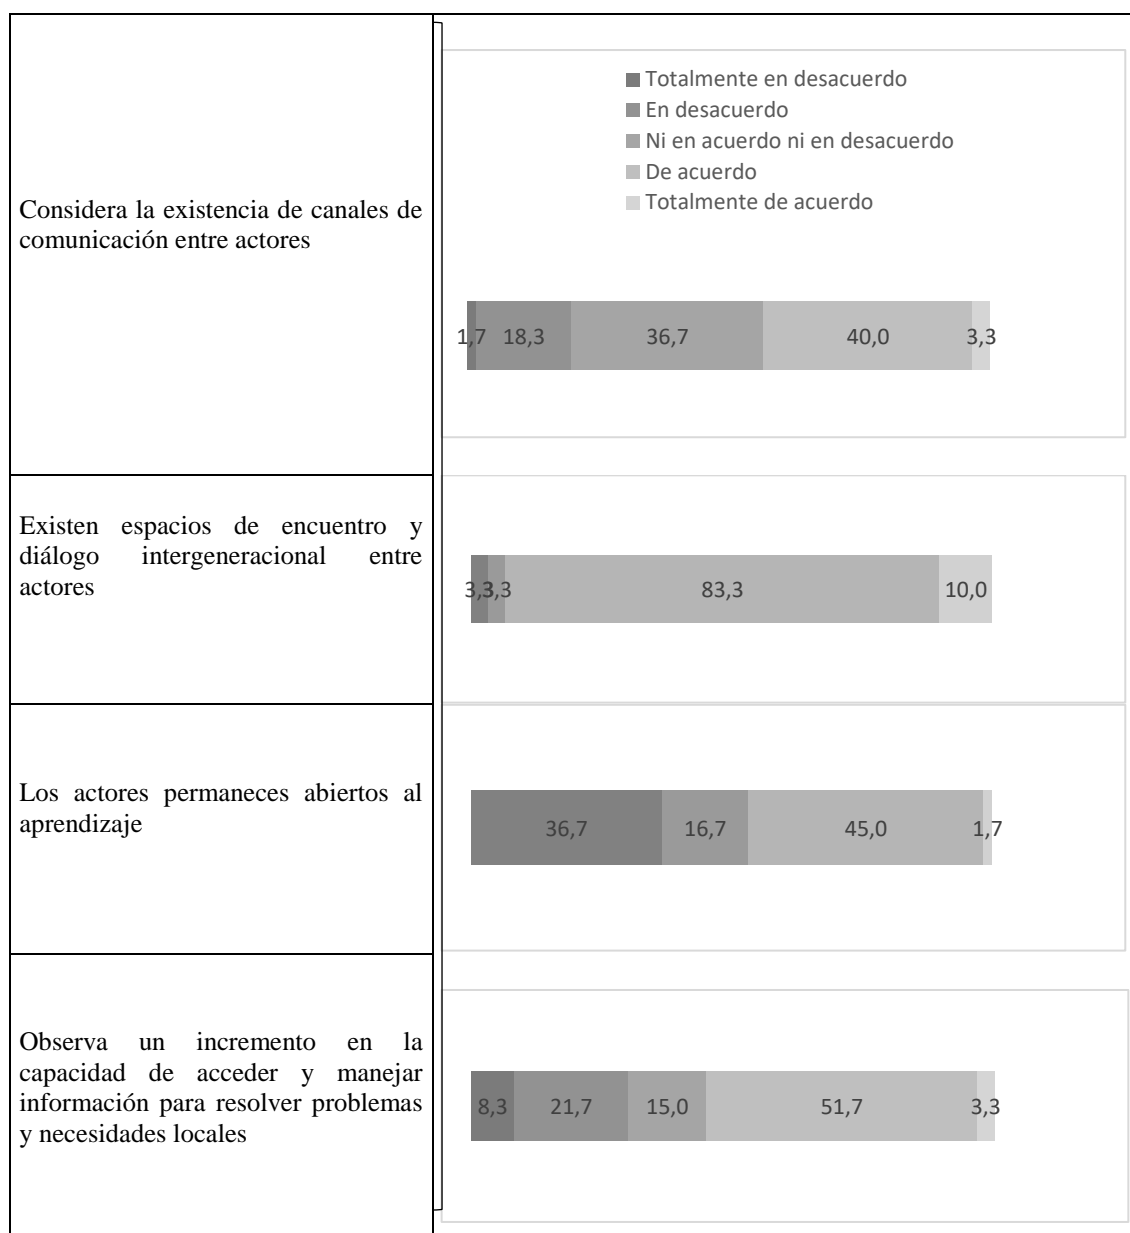 Considera la existencia de canales de
comunicación entre actores
Totalmente en desacuerdo
En desacuerdo
Ni en acuerdo ni en desacuerdo
De acuerdo
Totalmente de acuerdo
1,7 18,3 36,7 40,0 3,3
Existen espacios de encuentro y
diálogo intergeneracional entre
actores
3,3 3,3 83,3 10,0
Los actores permaneces abiertos al
aprendizaje
36,7 16,7 45,0 1,7
Observa un incremento en la
capacidad de acceder y manejar
información para resolver problemas
y necesidades locales
8,3 21,7 15,0 51,7 3,3